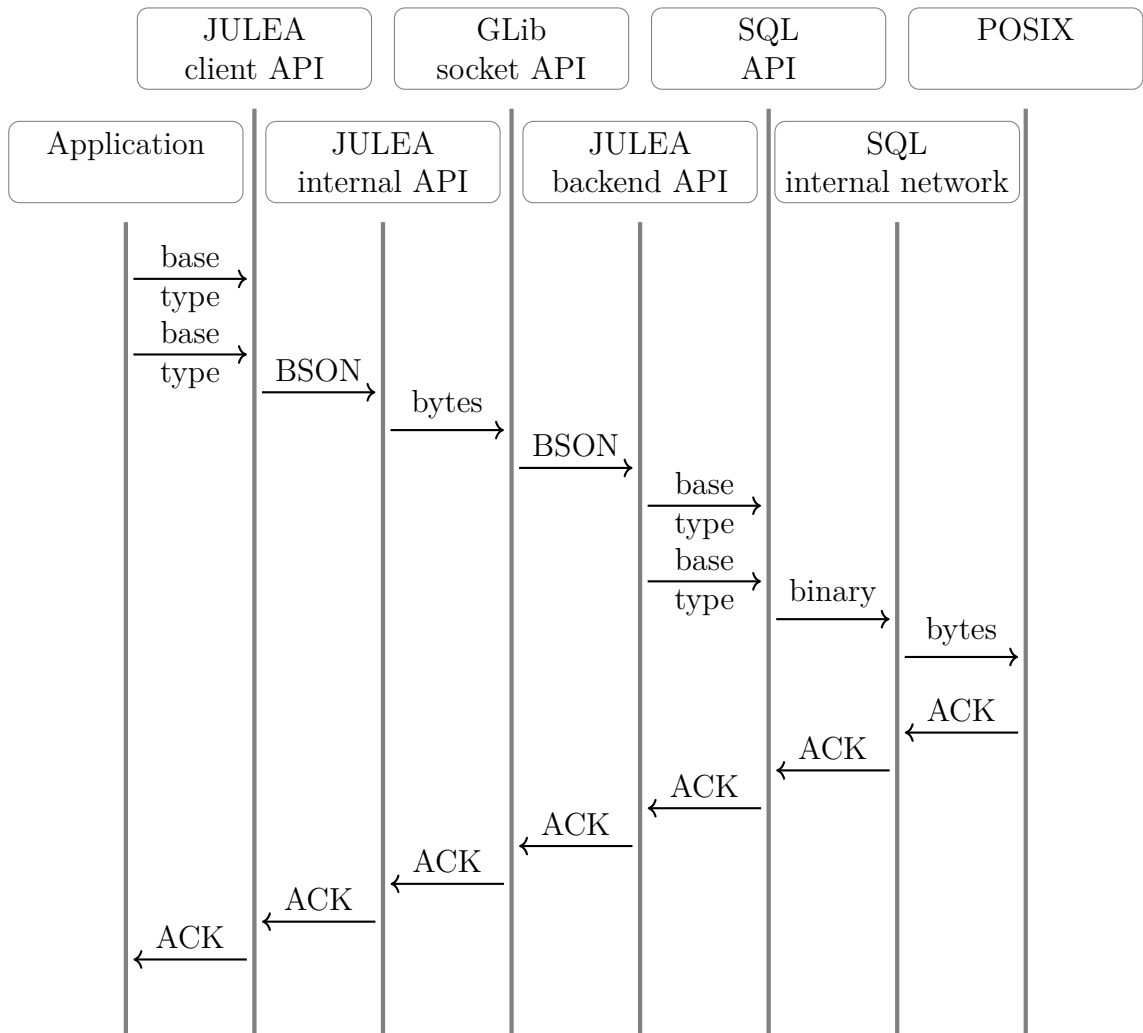 JULEA
client API
GLib
socket API
SQL
API
POSIX
Application
JULEA
internal API
JULEA
backend API
SQL
internal network
base
type
base
type
BSON
bytes
BSON
base
type
base
type
binary
bytes
ACK
ACK
ACK
ACK
ACK
ACK
ACK